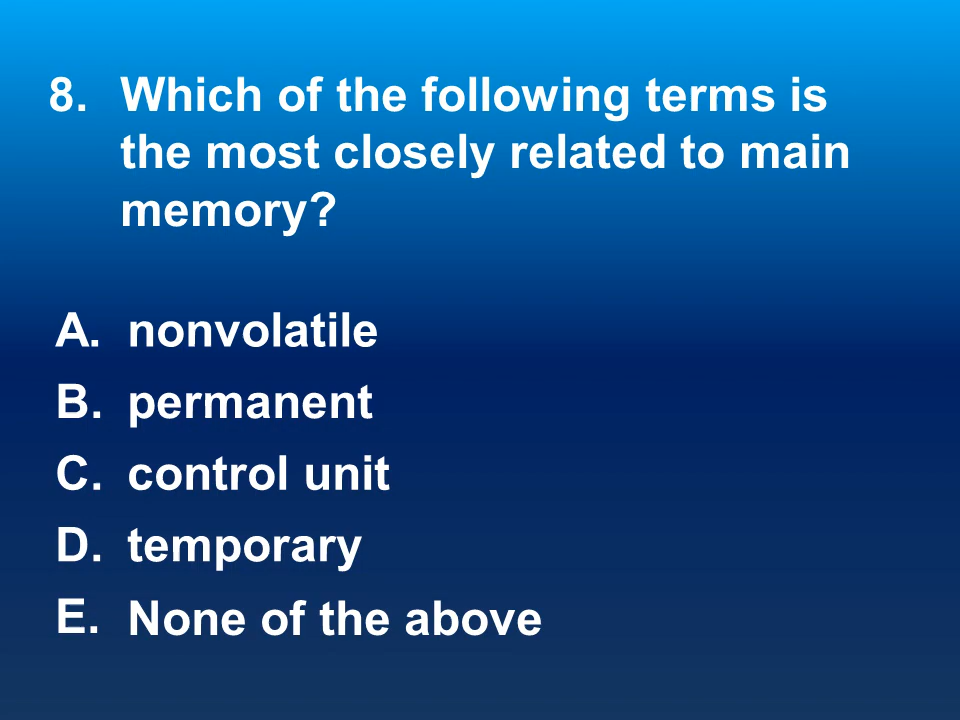 8. Which of the following terms is
the most closely related to main
memory?
A. nonvolatile
B. permanent
C. control unit
D. temporary
E. None of the above